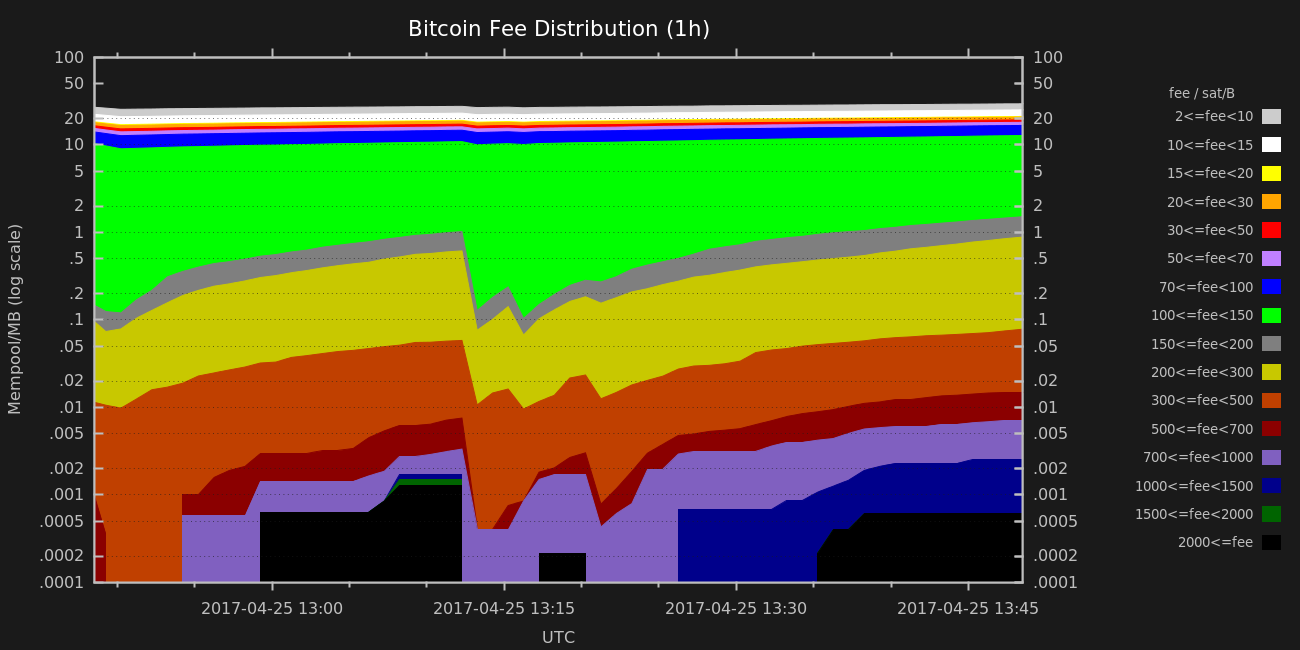 Bitcoin Fee Distribution (1h)
Mempool/MB (log scale)
100
50
20
10
5
2
1
.5
.2
.1
.05
.02
.01
.005
.002
.001
.0005
.0002
.0001
100
50
20
10
5
2
1
.5
.2
.1
.05
.02
.01
.005
.002
.001
.0005
.0002
.0001
2017-04-25 13:00
2017-04-25 13:15
2017-04-25 13:30
2017-04-25 13:45
UTC
fee / sat/B
2<=fee<10
10<=fee<15
15<=fee<20
20<=fee<30
30<=fee<50
50<=fee<70
70<=fee<100
100<=fee<150
150<=fee<200
200<=fee<300
300<=fee<500
500<=fee<700
700<=fee<1000
1000<=fee<1500
1500<=fee<2000
2000<=fee